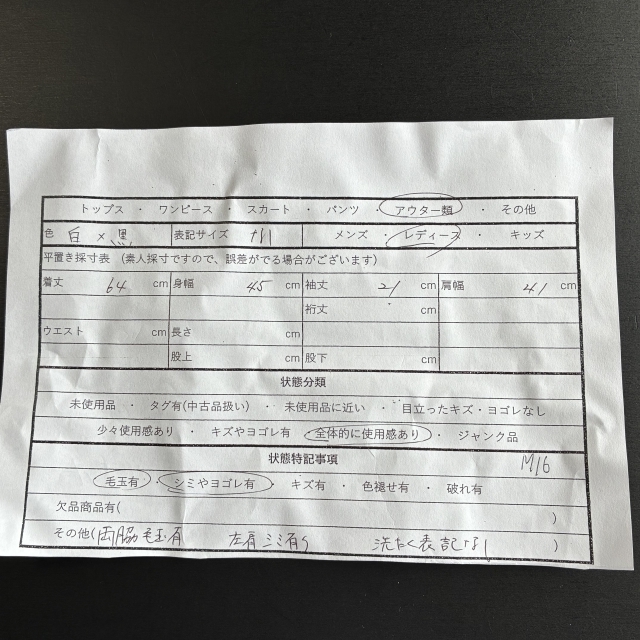 トップス ・ ワンピース ・ スカート ・ パンツ ・ アウター類 ・ その他
色 白 × 黒 表記サイズ ナシ メンズ ・ レディース ・ キッズ
平置き採寸表 (素人採寸ですので、誤差がでる場合がございます)
着丈 64 cm 身幅 45 cm 袖丈 21 cm 肩幅 41 cm
裄丈 cm
ウエスト cm 長さ cm
股上 cm 股下 cm
状態分類
未使用品 ・ タグ有(中古品扱い) ・ 未使用品に近い ・ 目立ったキズ・ヨゴレなし
少々使用感あり ・ キズやヨゴレ有 ・ 全体的に使用感あり ・ ジャンク品
状態特記事項 M16
毛玉有 ・ シミやヨゴレ有 ・ キズ有 ・ 色褪せ有 ・ 破れ有
欠品商品有( )
その他(両脇毛玉有 左肩シミ有り 洗たく表記なし )